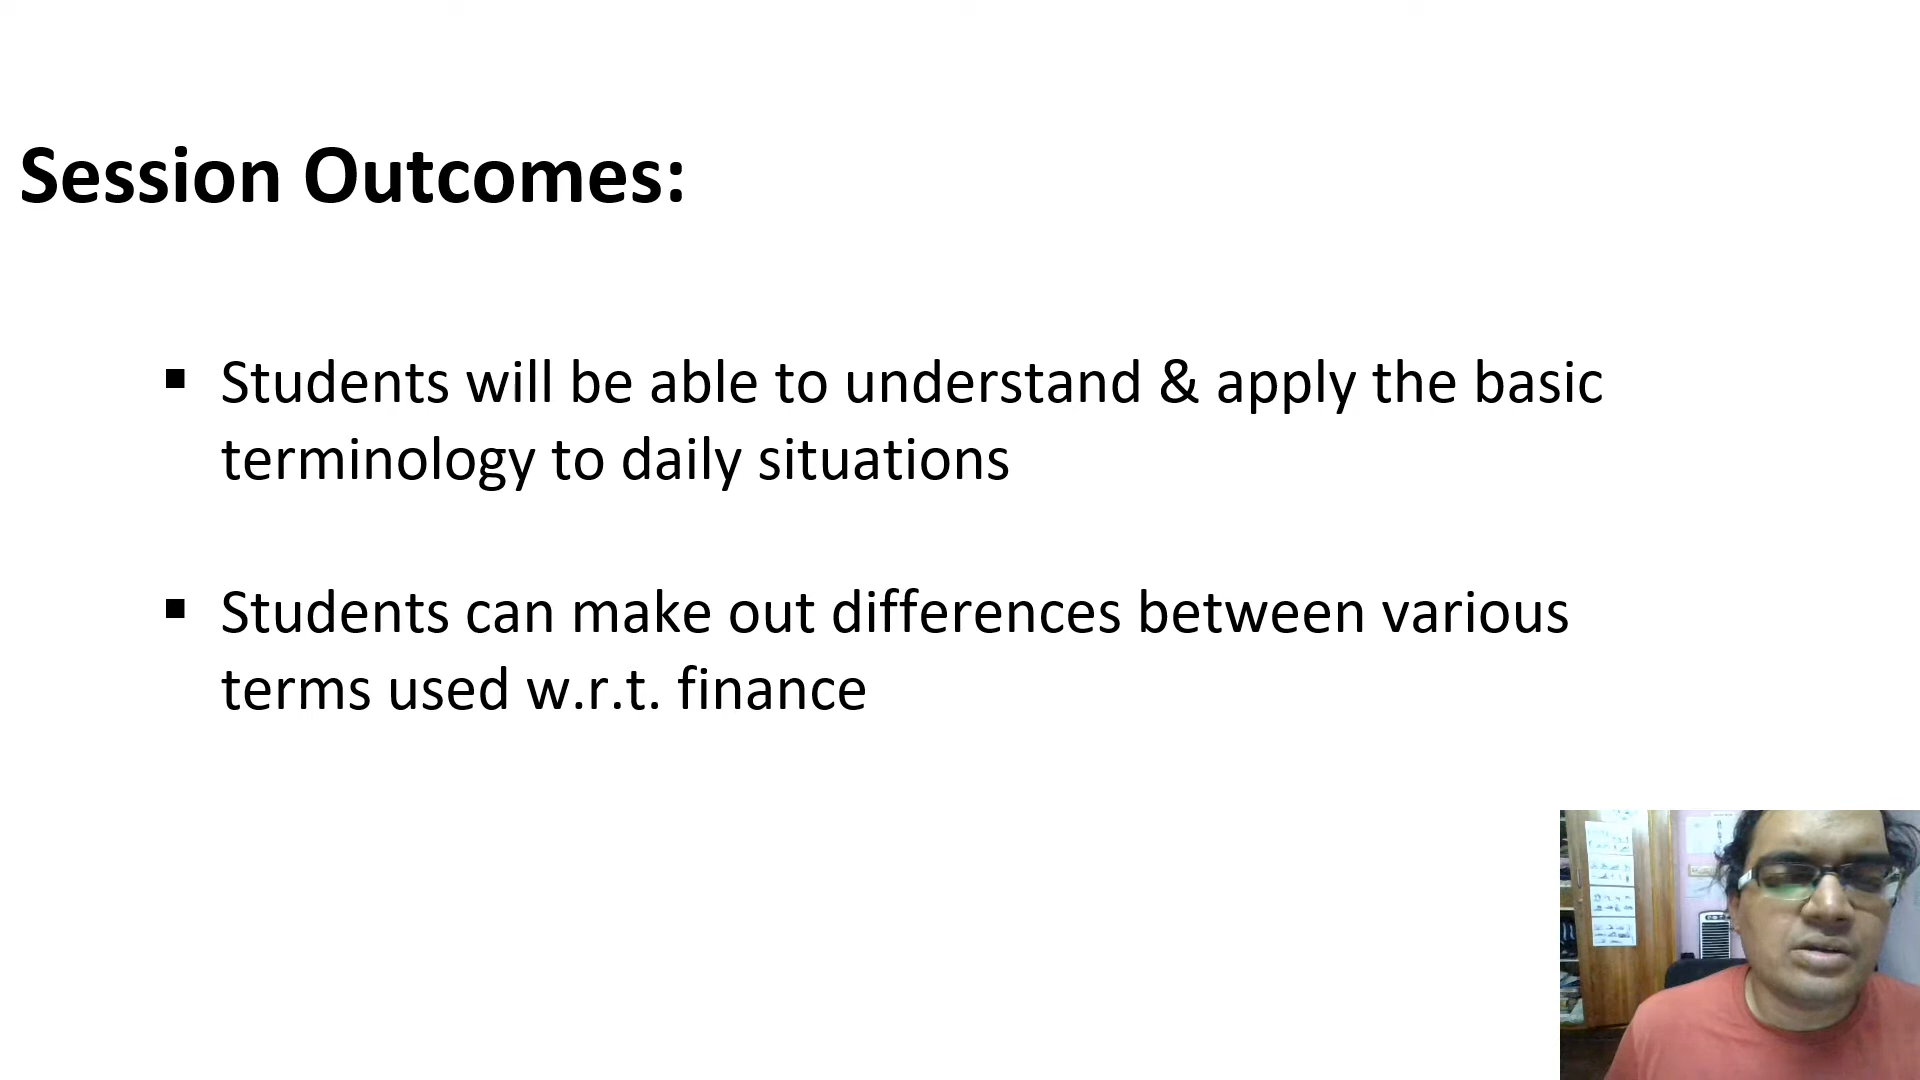 Session Outcomes:
▪ Students will be able to understand & apply the basic
terminology to daily situations
▪ Students can make out differences between various
terms used w.r.t. finance